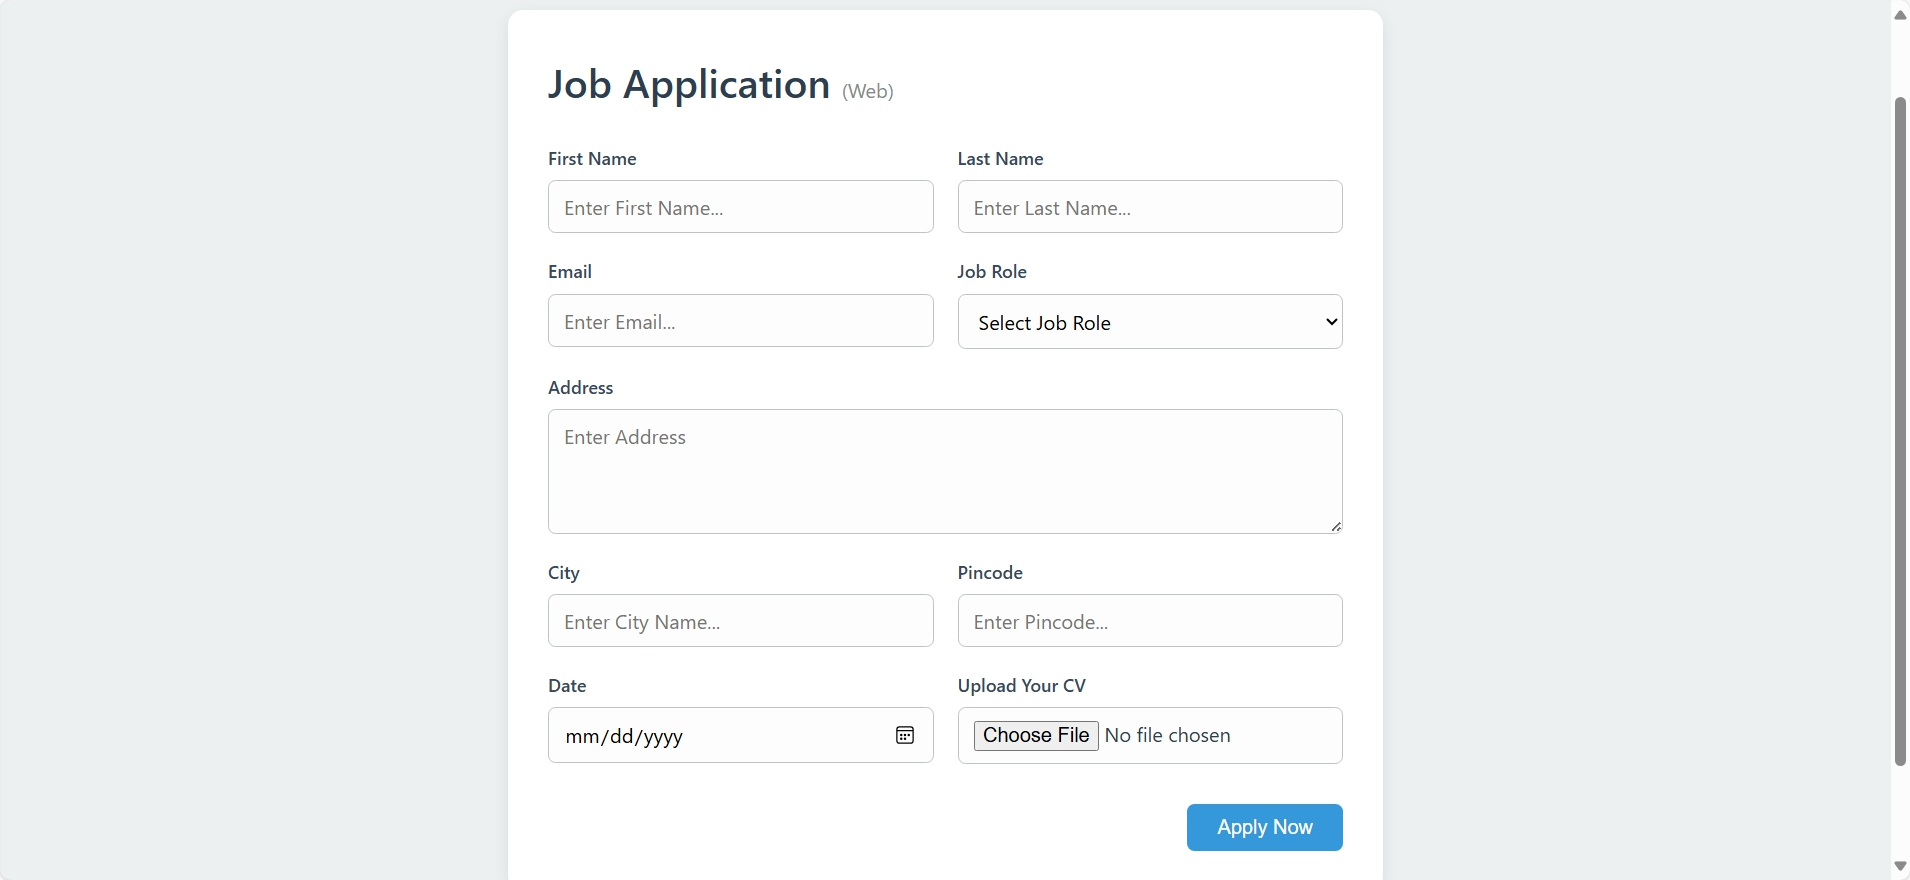 Job Application (Web)
First Name
Last Name
Enter First Name...
Enter Last Name...
Email
Job Role
Enter Email...
Select Job Role
Address
Enter Address
City
Pincode
Enter City Name...
Enter Pincode...
Date
Upload Your CV
mm/dd/yyyy
Choose File No file chosen
Apply Now